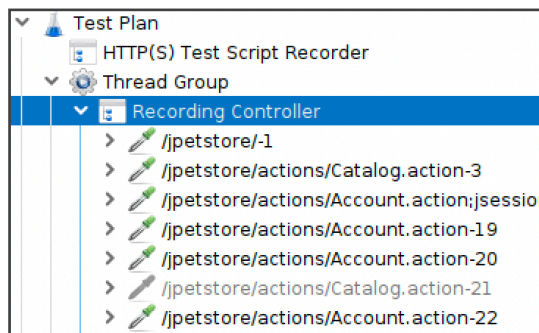 Test Plan
HTTP(S) Test Script Recorder
Thread Group
Recording Controller
/jpetstore/-1
/jpetstore/actions/Catalog.action-3
/jpetstore/actions/Account.action;jsessio
/jpetstore/actions/Account.action-19
/jpetstore/actions/Account.action-20
/jpetstore/actions/Catalog.action-21
/jpetstore/actions/Account.action-22